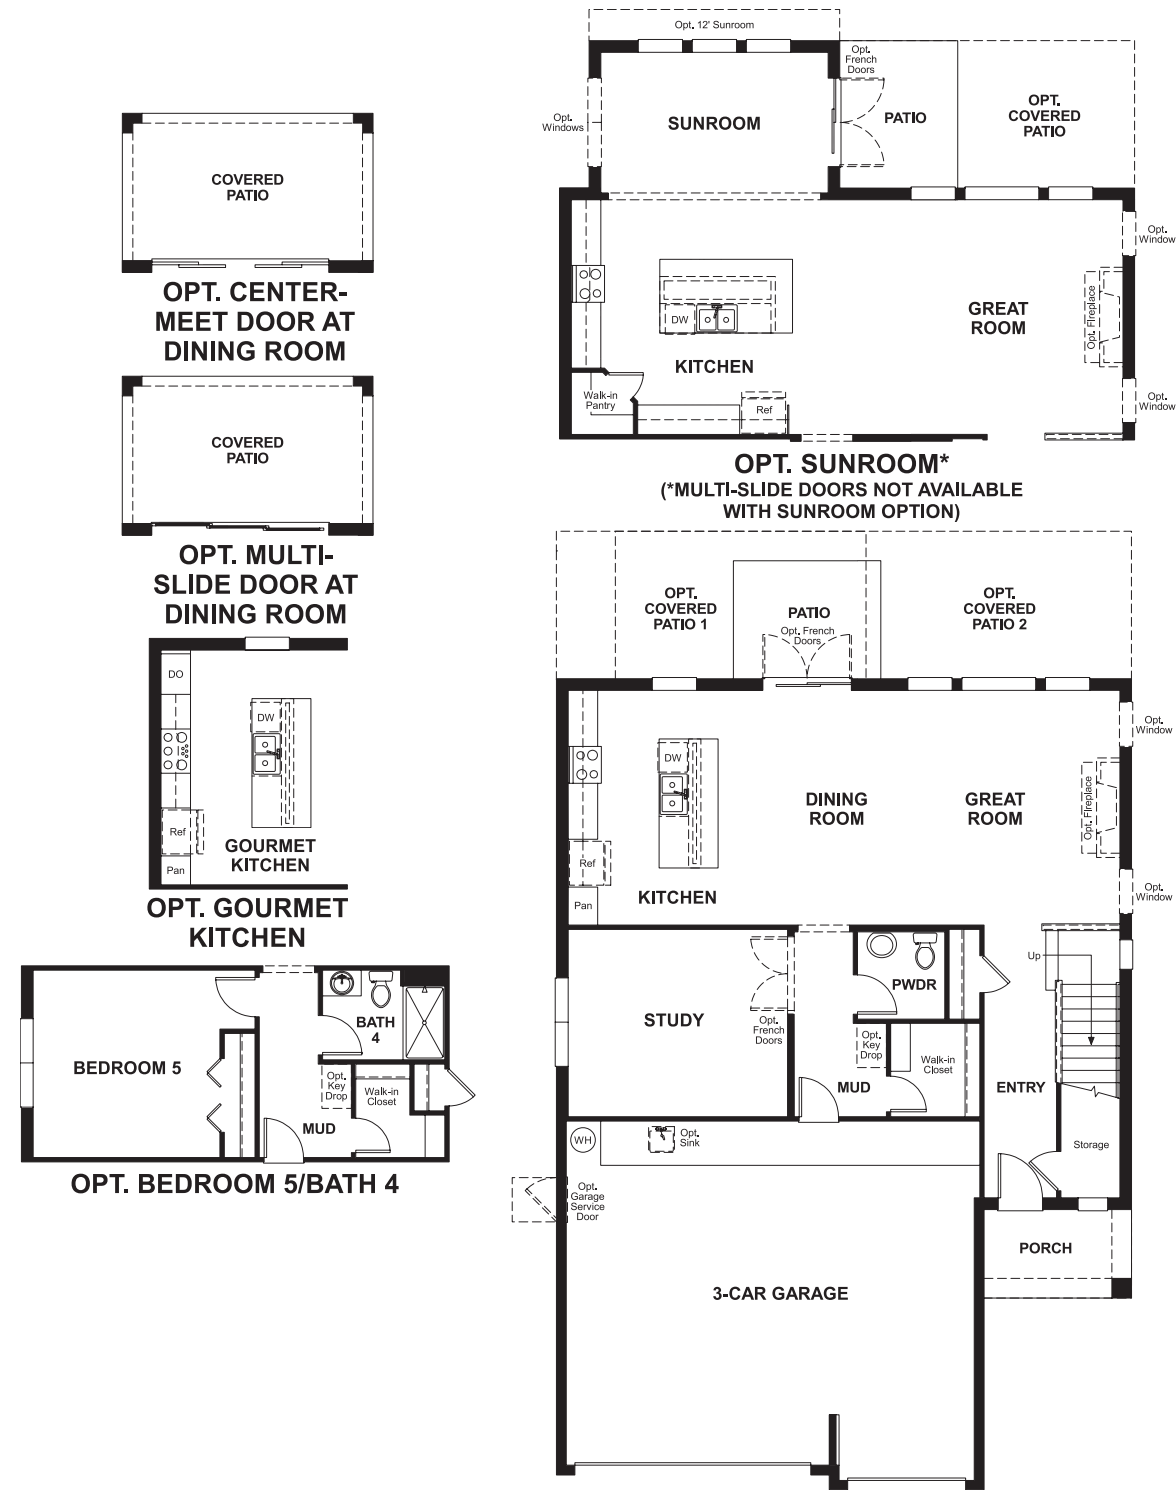 COVERED
PATIO
OPT. CENTER-
MEET DOOR AT
DINING ROOM
COVERED
PATIO
OPT. MULTI-
SLIDE DOOR AT
DINING ROOM
DO
DW
Ref
Pan
GOURMET
KITCHEN
OPT. GOURMET
KITCHEN
BEDROOM 5
BATH
4
Opt.
Key
Drop
Walk-in
Closet
MUD
OPT. BEDROOM 5/BATH 4
Opt. 12' Sunroom
Opt.
Windows
SUNROOM
Opt.
French
Doors
PATIO
OPT.
COVERED
PATIO
Opt.
Window
DW
GREAT
ROOM
Opt. Fireplace
KITCHEN
Walk-in
Pantry
Ref
Opt.
Window
OPT. SUNROOM*
(*MULTI-SLIDE DOORS NOT AVAILABLE
WITH SUNROOM OPTION)
OPT.
COVERED
PATIO 1
PATIO
Opt. French
Doors
OPT.
COVERED
PATIO 2
Opt.
Window
DW
DINING
ROOM
GREAT
ROOM
Opt. Fireplace
Ref
Pan
KITCHEN
Opt.
Window
Up
PWDR
STUDY
Opt.
French
Doors
Opt.
Key
Drop
Walk-in
Closet
MUD
ENTRY
Storage
WH
Opt.
Sink
Opt.
Garage
Service
Door
PORCH
3-CAR GARAGE